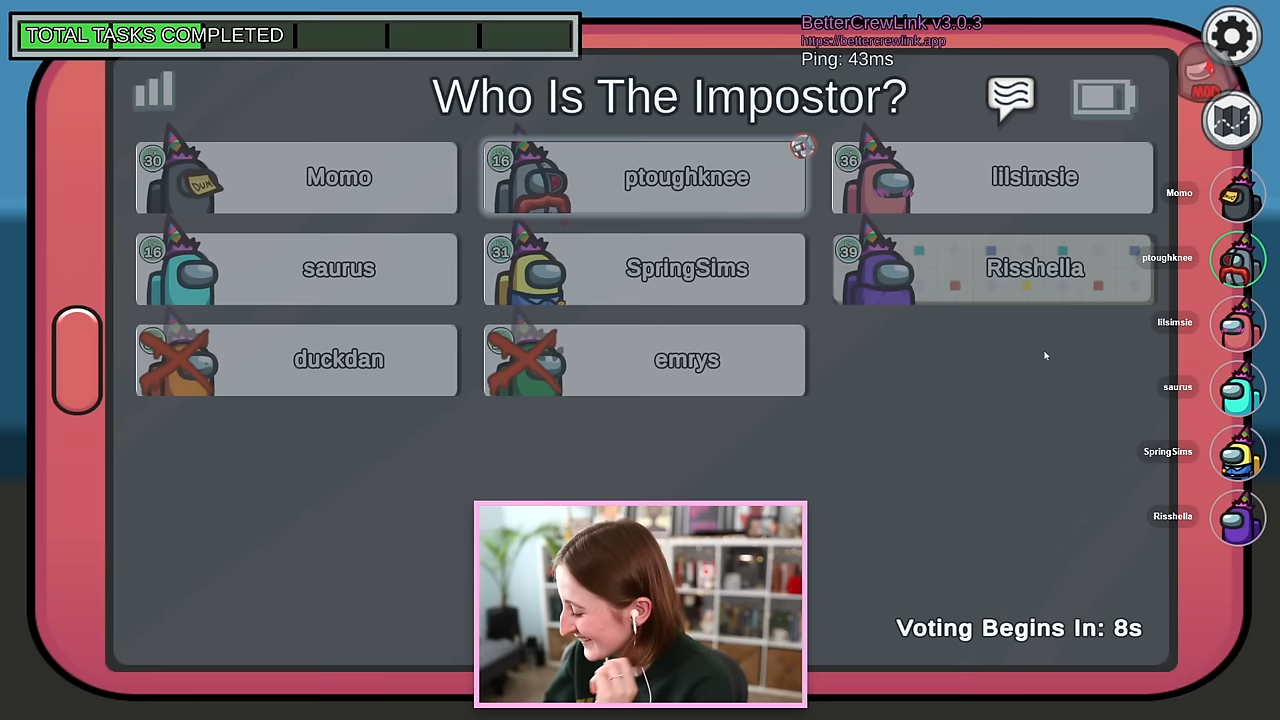 TOTAL TASKS COMPLETED
BetterCrewLink v3.0.3
https://bettercrewlink.app
Ping: 43ms
Who Is The Impostor?
MOD
30
DUM
Momo
16
ptoughknee
36
lilsimsie
16
saurus
31
SpringSims
39
Risshella
duckdan
emrys
Momo
ptoughknee
lilsimsie
saurus
SpringSims
Risshella
Voting Begins In: 8s